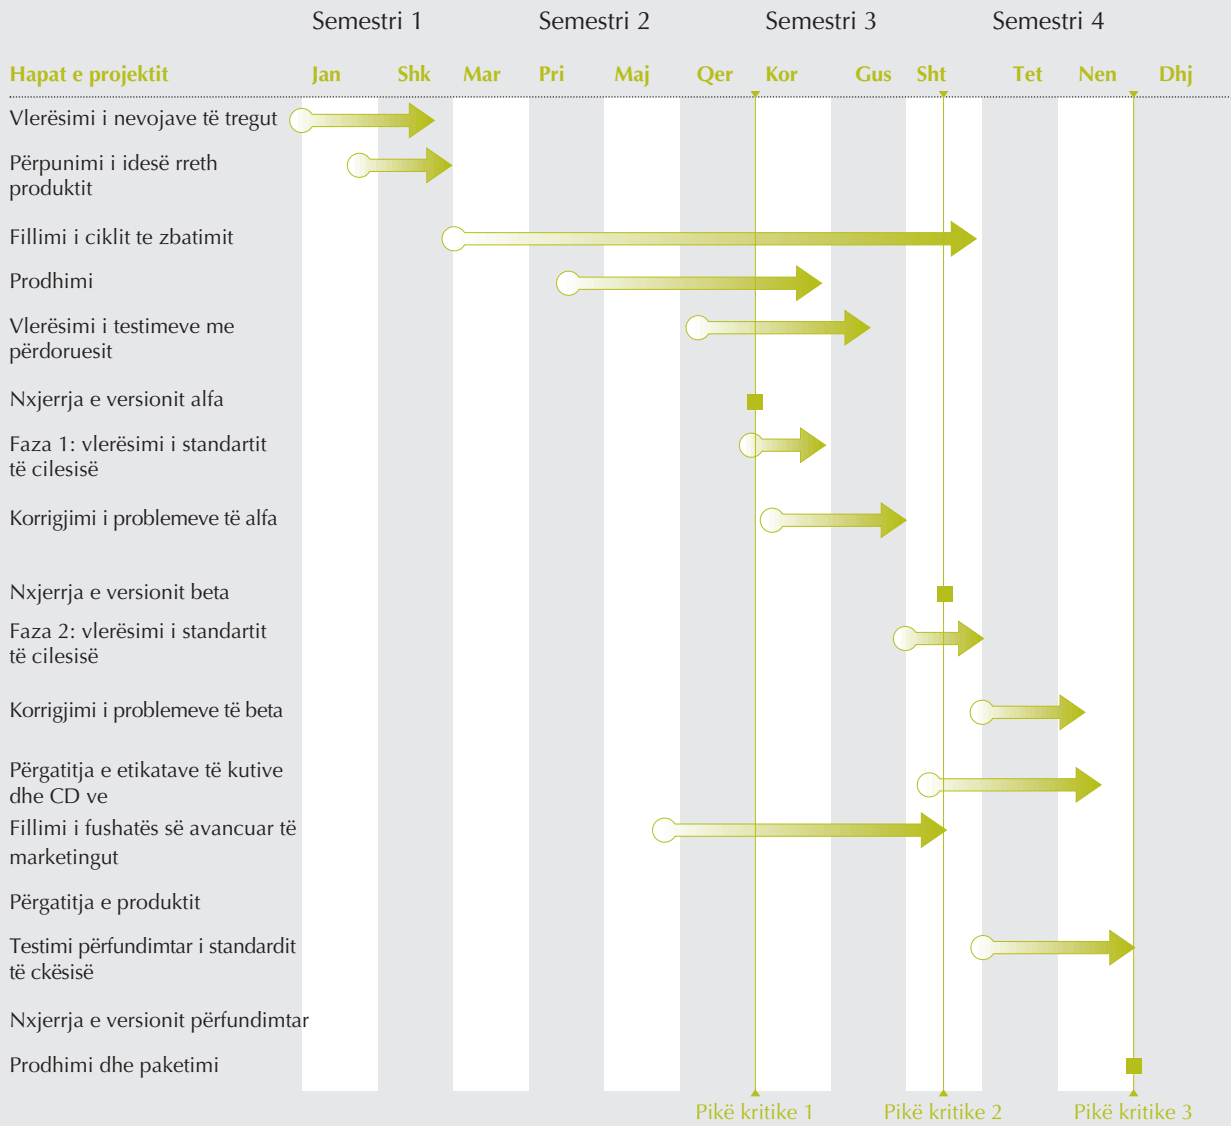 Semestri 1 Semestri 2 Semestri 3 Semestri 4
Hapat e projektit Jan Shk Mar Pri Maj Qer Kor Gus Sht Tet Nen Dhj
Vlerësimi i nevojave të tregut
Përpunimi i idesë rreth
produktit
Fillimi i ciklit te zbatimit
Prodhimi
Vlerësimi i testimeve me
përdoruesit
Nxjerrja e versionit alfa
Faza 1: vlerësimi i standartit
të cilesisë
Korrigjimi i problemeve të alfa
Nxjerrja e versionit beta
Faza 2: vlerësimi i standartit
të cilesisë
Korrigjimi i problemeve të beta
Përgatitja e etikatave të kutive
dhe CD ve
Fillimi i fushatës së avancuar të
marketingut
Përgatitja e produktit
Testimi përfundimtar i standardit
të ckësisë
Nxjerrja e versionit përfundimtar
Prodhimi dhe paketimi
Pikë kritike 1 Pikë kritike 2 Pikë kritike 3